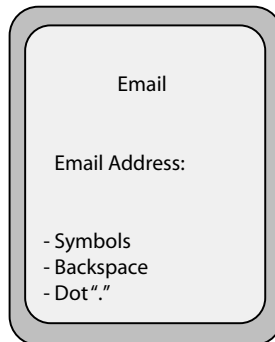 Email
Email Address:
- Symbols
- Backspace
- Dot "."